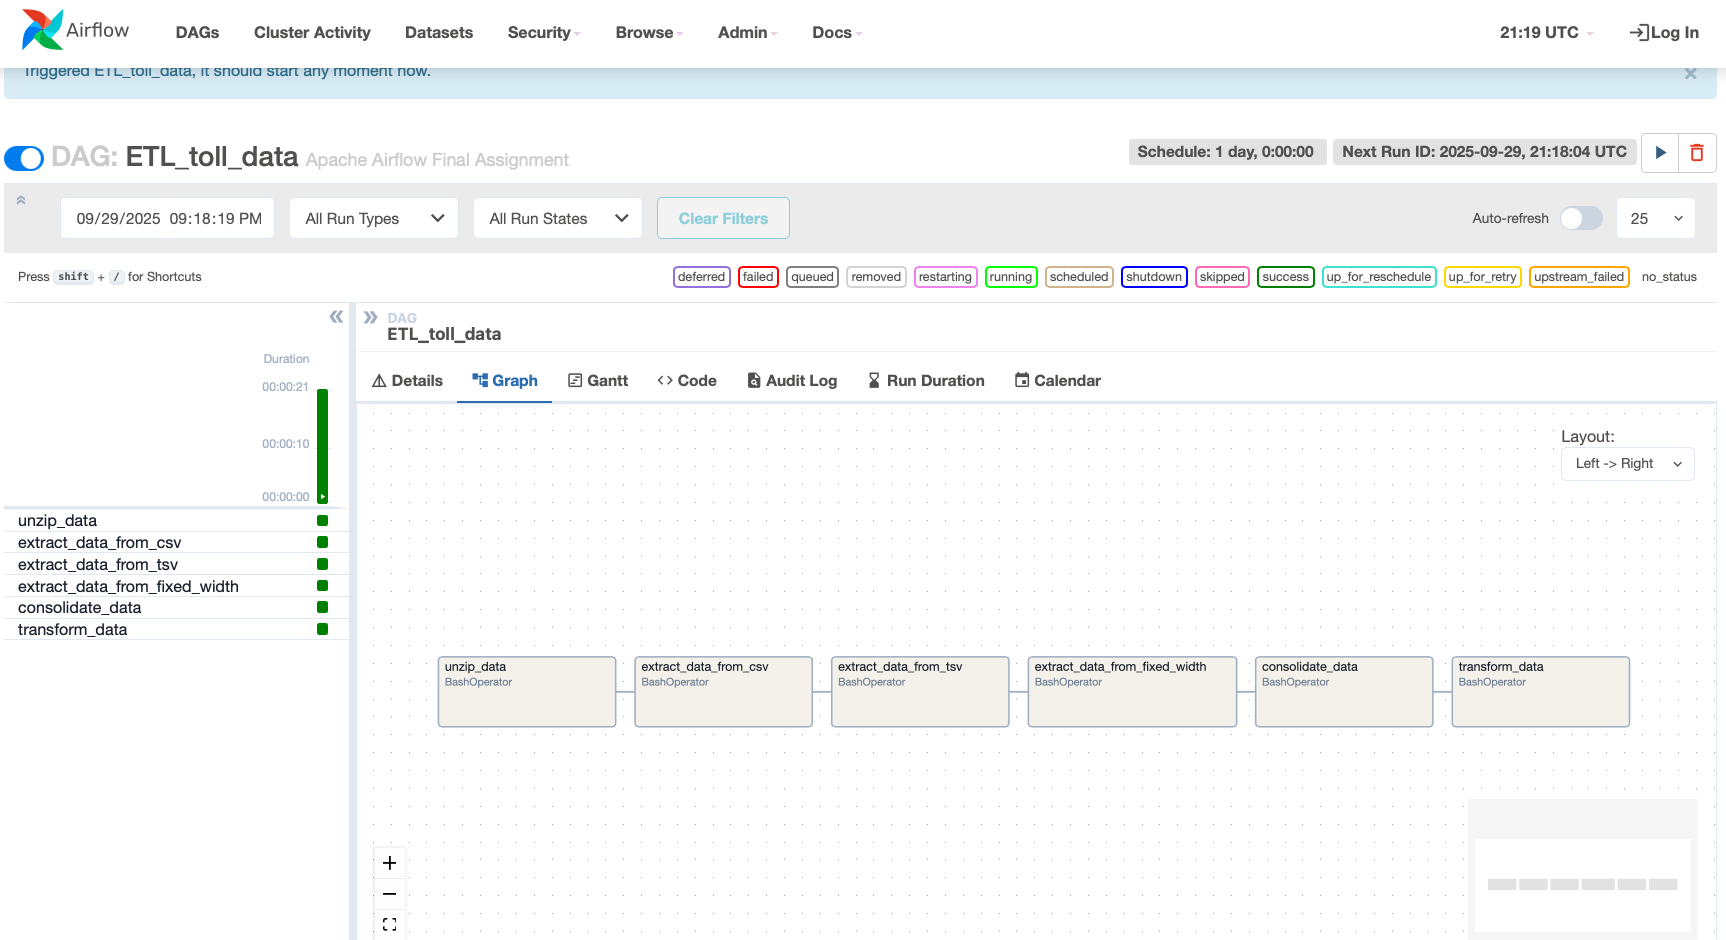 Airflow DAGs Cluster Activity Datasets Security Browse Admin Docs 21:19 UTC Log In
Triggered ETL_toll_data, it should start any moment now. ×
DAG: ETL_toll_data Apache Airflow Final Assignment Schedule: 1 day, 0:00:00 Next Run ID: 2025-09-29, 21:18:04 UTC
09/29/2025 09:18:19 PM All Run Types All Run States Clear Filters Auto-refresh 25
Press shift + / for Shortcuts deferred failed queued removed restarting running scheduled shutdown skipped success up_for_reschedule up_for_retry upstream_failed no_status
Duration
00:00:21
00:00:10
00:00:00
unzip_data
extract_data_from_csv
extract_data_from_tsv
extract_data_from_fixed_width
consolidate_data
transform_data
DAG
ETL_toll_data
Details Graph Gantt Code Audit Log Run Duration Calendar
Layout:
Left -> Right
unzip_data
BashOperator
extract_data_from_csv
BashOperator
extract_data_from_tsv
BashOperator
extract_data_from_fixed_width
BashOperator
consolidate_data
BashOperator
transform_data
BashOperator